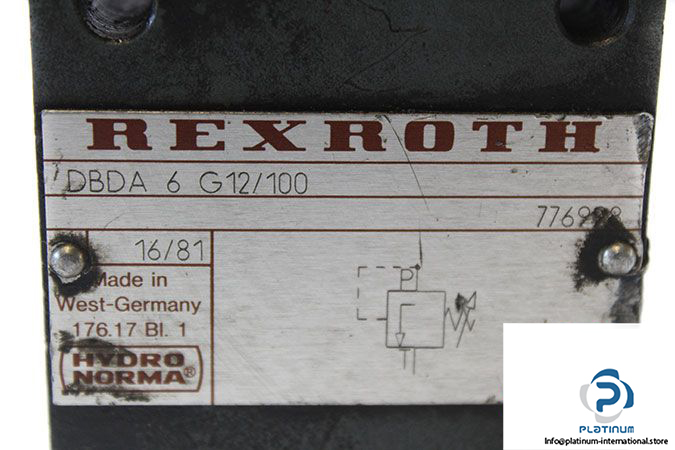 REXROTH
DBDA 6 G12/100
16/81
Made in
West-Germany
176.17 Bl. 1
HYDRO
NORMA®
P
PLATINUM
Info@platinum-international.store